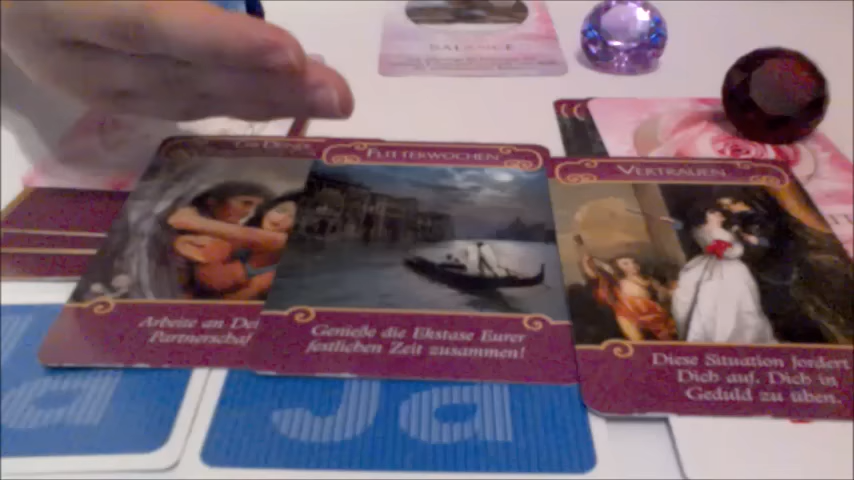 BALANCE
FLITTERWOCHEN
VERTRAUEN
Arbeite an Dei
Partnerschaf
Genieße die Ekstase Eurer
festlichen Zeit zusammen!
Diese Situation fordert
Dich auf, Dich in
Geduld zu üben.
Ja